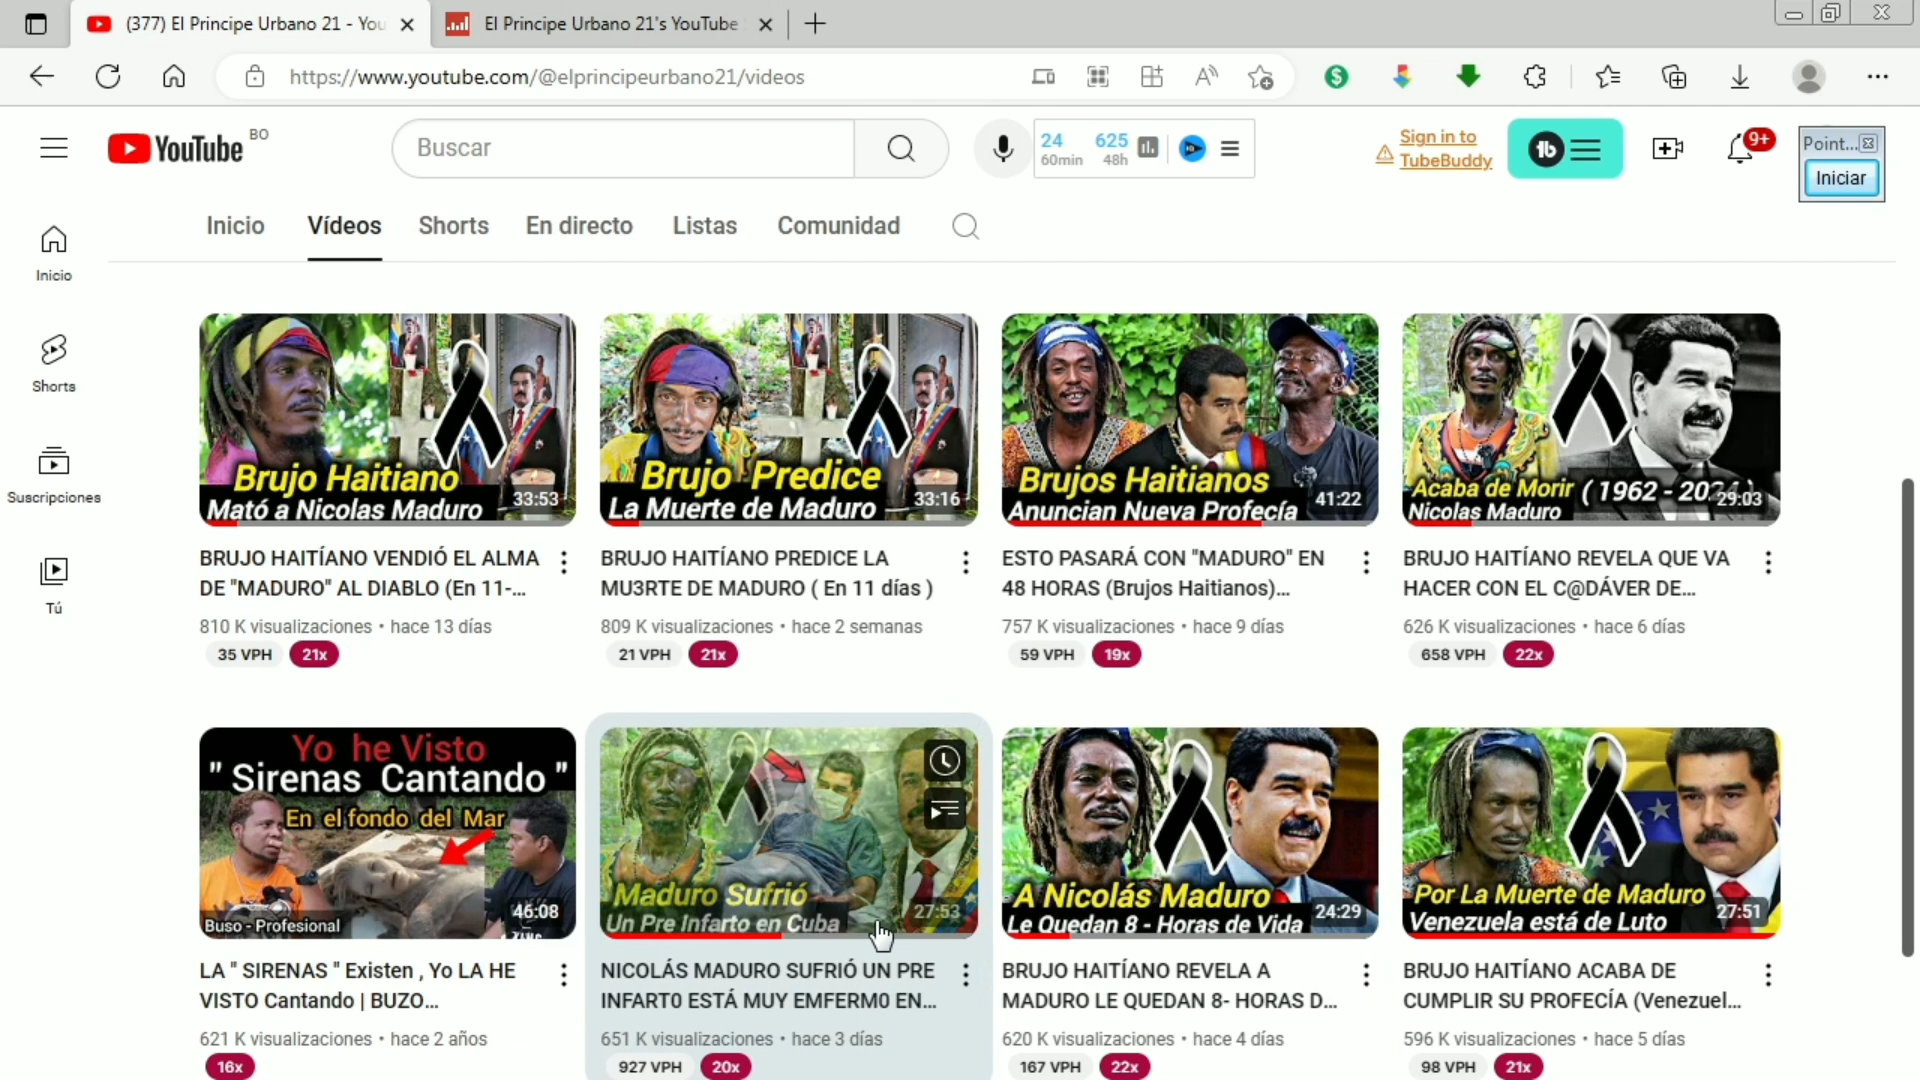 (377) El Principe Urbano 21 - You
El Principe Urbano 21's YouTube
https://www.youtube.com/@elprincipeurbano21/videos
YouTube BO
Buscar
24 625
60min 48h
Sign in to
TubeBuddy
9+
Point...
Iniciar
Inicio Vídeos Shorts En directo Listas Comunidad
Inicio
Shorts
Suscripciones
Tú
Brujo Haitiano
Mató a Nicolas Maduro
33:53
Brujo Predice
La Muerte de Maduro
33:16
Brujos Haitianos
Anuncian Nueva Profecía
41:22
Acaba de Morir ( 1962 - 2024 )
Nicolas Maduro
29:03
BRUJO HAITÍANO VENDIÓ EL ALMA
DE "MADURO" AL DIABLO (En 11-...
810 K visualizaciones • hace 13 días
35 VPH 21x
BRUJO HAITÍANO PREDICE LA
MU3RTE DE MADURO ( En 11 días )
809 K visualizaciones • hace 2 semanas
21 VPH 21x
ESTO PASARÁ CON "MADURO" EN
48 HORAS (Brujos Haitianos)...
757 K visualizaciones • hace 9 días
59 VPH 19x
BRUJO HAITÍANO REVELA QUE VA
HACER CON EL C@DÁVER DE...
626 K visualizaciones • hace 6 días
658 VPH 22x
Yo he Visto
" Sirenas Cantando "
En el fondo del Mar
Buso - Profesional
46:08
Maduro Sufrió
Un Pre Infarto en Cuba
27:53
A Nicolás Maduro
Le Quedan 8 - Horas de Vida
24:29
Por La Muerte de Maduro
Venezuela está de Luto
27:51
LA " SIRENAS " Existen , Yo LA HE
VISTO Cantando | BUZO...
621 K visualizaciones • hace 2 años
16x
NICOLÁS MADURO SUFRIÓ UN PRE
INFART0 ESTÁ MUY EMFERM0 EN...
651 K visualizaciones • hace 3 días
927 VPH 20x
BRUJO HAITÍANO REVELA A
MADURO LE QUEDAN 8- HORAS D...
620 K visualizaciones • hace 4 días
167 VPH 22x
BRUJO HAITÍANO ACABA DE
CUMPLIR SU PROFECÍA (Venezuel...
596 K visualizaciones • hace 5 días
98 VPH 21x